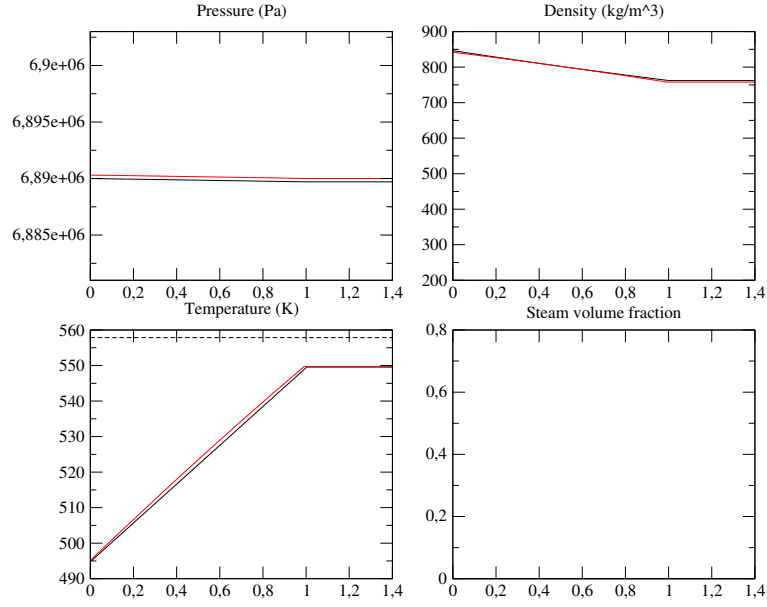 Pressure (Pa)
6,9e+06
6,895e+06
6,89e+06
6,885e+06
0 0,2 0,4 0,6 0,8 1 1,2 1,4
Density (kg/m^3)
900
800
700
600
500
400
300
200
0 0,2 0,4 0,6 0,8 1 1,2 1,4
Temperature (K)
560
550
540
530
520
510
500
490
0 0,2 0,4 0,6 0,8 1 1,2 1,4
Steam volume fraction
0,8
0,6
0,4
0,2
0
0 0,2 0,4 0,6 0,8 1 1,2 1,4